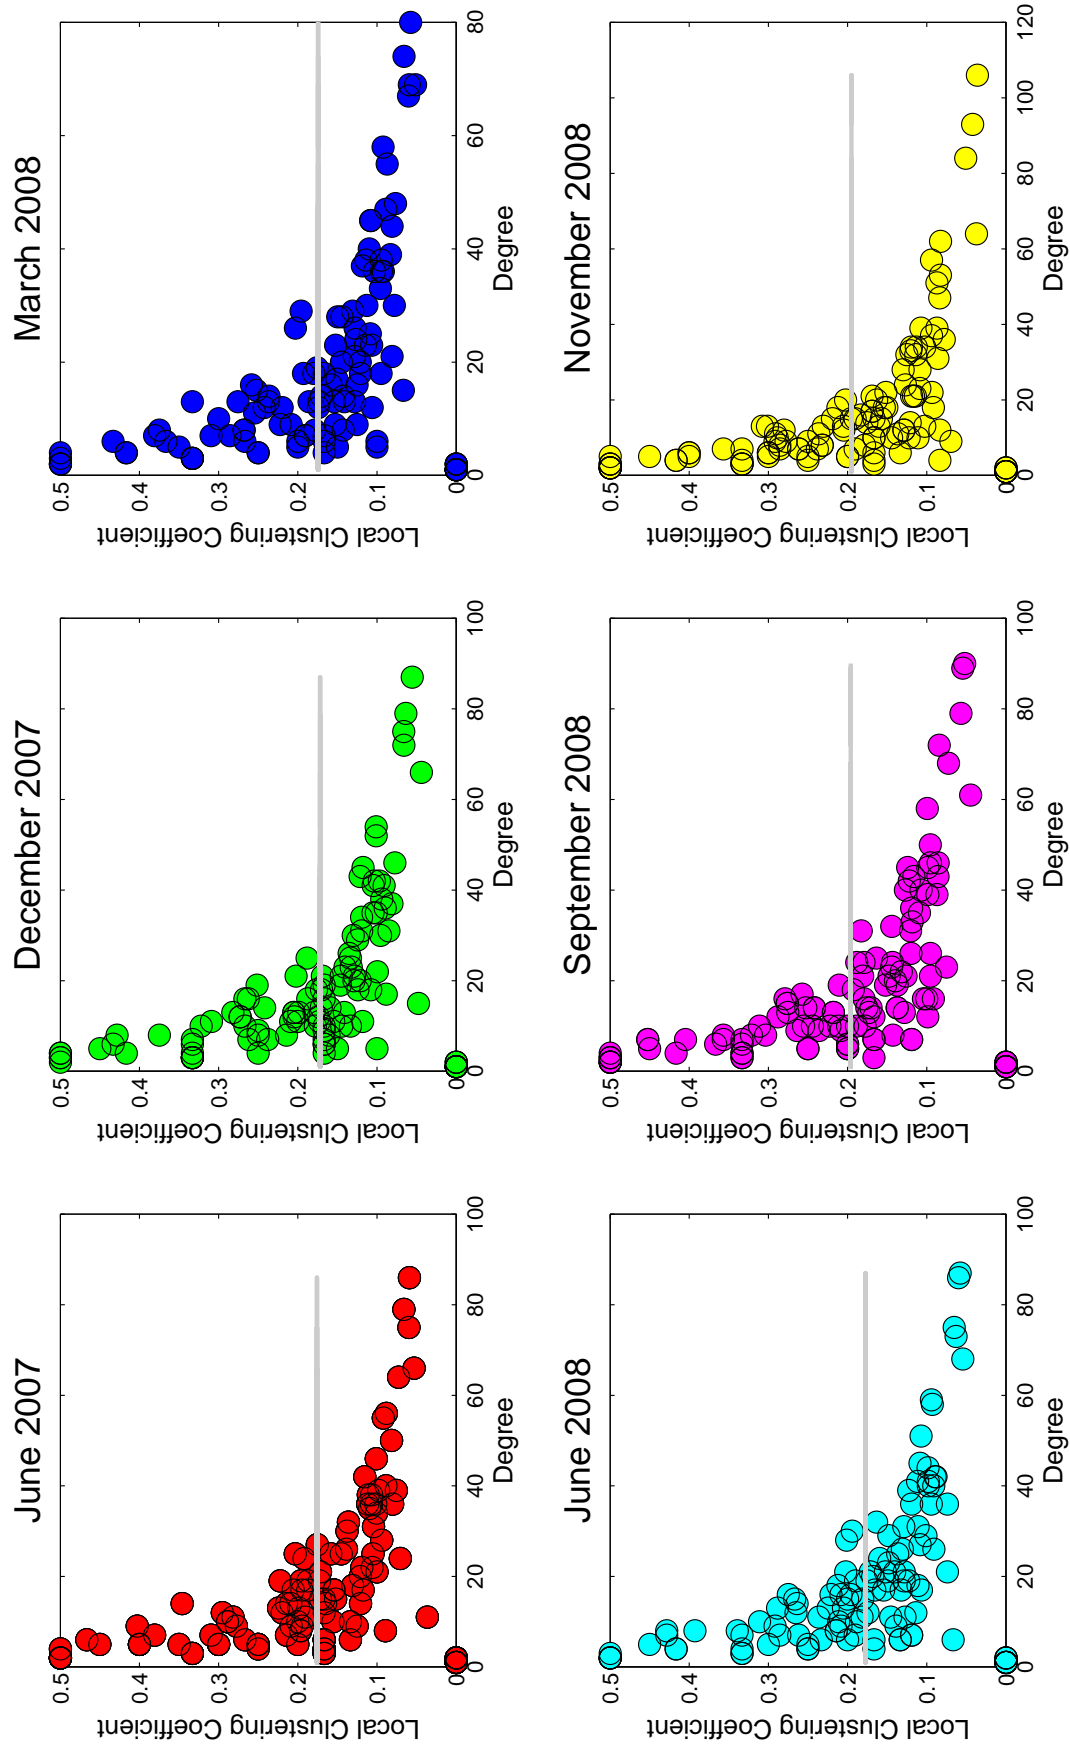 June 2007
0.5
0.4
0.3
0.2
0.1
0
Local Clustering Coefficient
0 20 40 60 80 100
Degree
December 2007
0.5
0.4
0.3
0.2
0.1
0
Local Clustering Coefficient
0 20 40 60 80 100
Degree
March 2008
0.5
0.4
0.3
0.2
0.1
0
Local Clustering Coefficient
0 20 40 60 80
Degree
June 2008
0.5
0.4
0.3
0.2
0.1
0
Local Clustering Coefficient
0 20 40 60 80 100
Degree
September 2008
0.5
0.4
0.3
0.2
0.1
0
Local Clustering Coefficient
0 20 40 60 80 100
Degree
November 2008
0.5
0.4
0.3
0.2
0.1
0
Local Clustering Coefficient
0 20 40 60 80 100 120
Degree